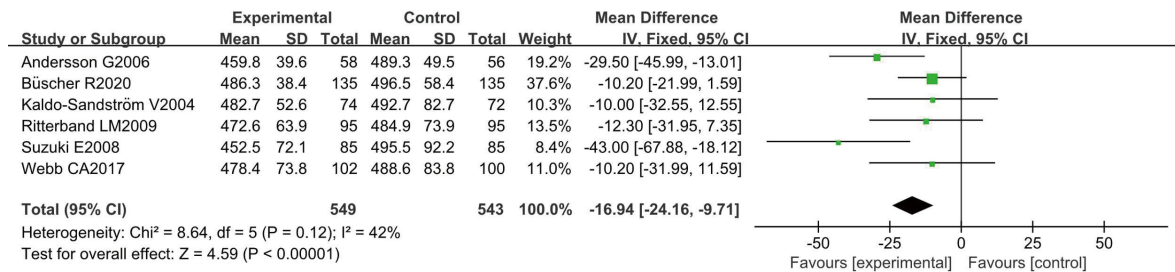 Experimental Control Mean Difference Mean Difference
Study or Subgroup Mean SD Total Mean SD Total Weight IV, Fixed, 95% CI IV, Fixed, 95% CI
Andersson G2006 459.8 39.6 58 489.3 49.5 56 19.2% -29.50 [-45.99, -13.01]
Büscher R2020 486.3 38.4 135 496.5 58.4 135 37.6% -10.20 [-21.99, 1.59]
Kaldo-Sandström V2004 482.7 52.6 74 492.7 82.7 72 10.3% -10.00 [-32.55, 12.55]
Ritterband LM2009 472.6 63.9 95 484.9 73.9 95 13.5% -12.30 [-31.95, 7.35]
Suzuki E2008 452.5 72.1 85 495.5 92.2 85 8.4% -43.00 [-67.88, -18.12]
Webb CA2017 478.4 73.8 102 488.6 83.8 100 11.0% -10.20 [-31.99, 11.59]
Total (95% CI) 549 543 100.0% -16.94 [-24.16, -9.71]
Heterogeneity: Chi² = 8.64, df = 5 (P = 0.12); I² = 42%
Test for overall effect: Z = 4.59 (P < 0.00001)
-50 -25 0 25 50
Favours [experimental] Favours [control]